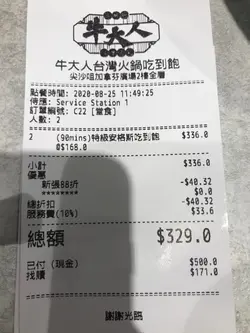 牛大人
牛大人台灣火鍋吃到飽
尖沙咀加拿芬廣場2樓全層
點餐時間: 2020-08-25 11:49:25
侍應: Service Station 1
訂單編號: C22 [堂食]
人數: 2
2 (90mins)特級安格斯吃到飽 $336.0
@$168.0
小計 $336.0
優惠
新張88折 -$40.32
$0.0
總折扣 -$40.32
服務費(10%) $33.6
總額 $329.0
已付 (現金) $500.0
找贖 $171.0
謝謝光臨